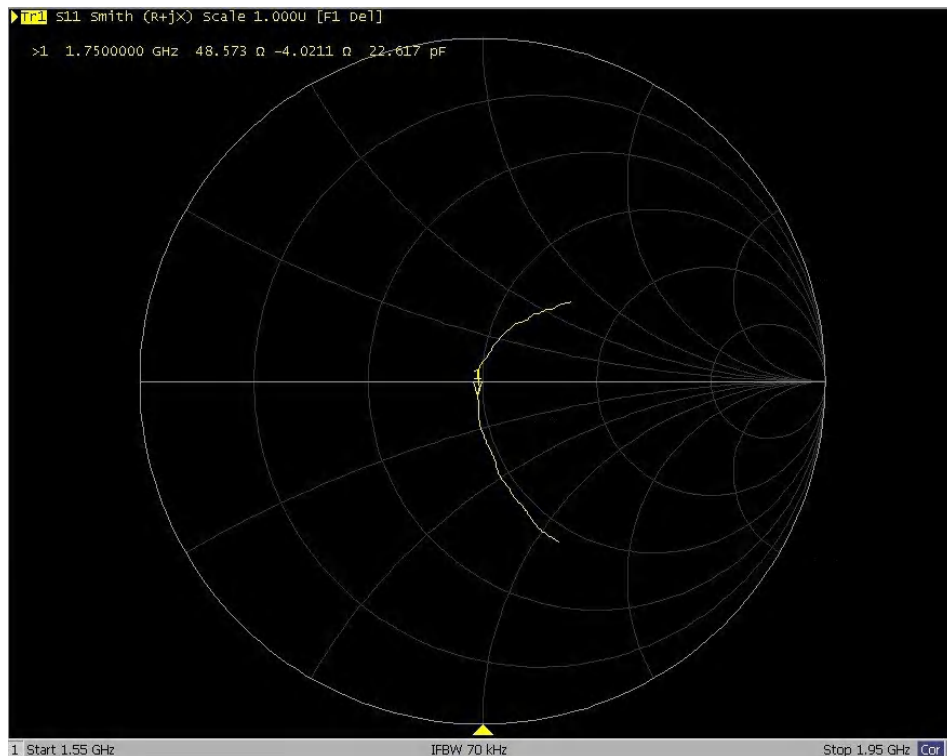 Tr1 S11 Smith (R+jX) Scale 1.000U [F1 Del]
>1 1.7500000 GHz 48.573 Ω -4.0211 Ω 22.617 pF
1
1 Start 1.55 GHz IFBW 70 kHz Stop 1.95 GHz Cor